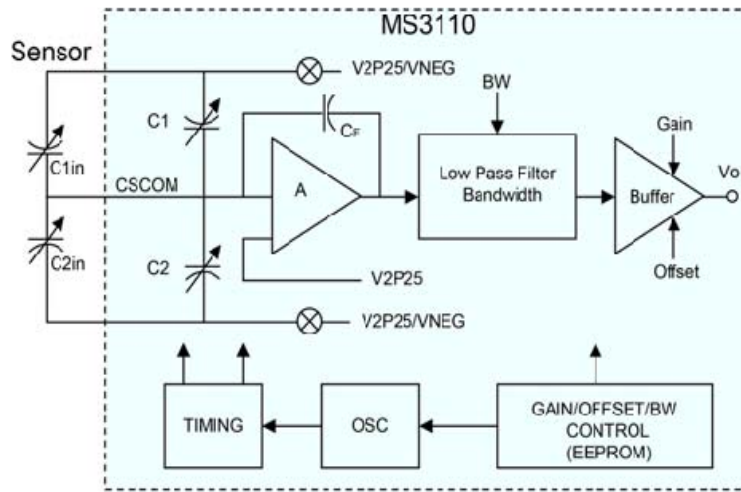 MS3110
Sensor
V2P25/VNEG
BW
C1
CF
Gain
C1in
CSCOM
A
Low Pass Filter
Bandwidth
Buffer
Vo
C2in
C2
V2P25
Offset
V2P25/VNEG
TIMING
OSC
GAIN/OFFSET/BW
CONTROL
(EEPROM)